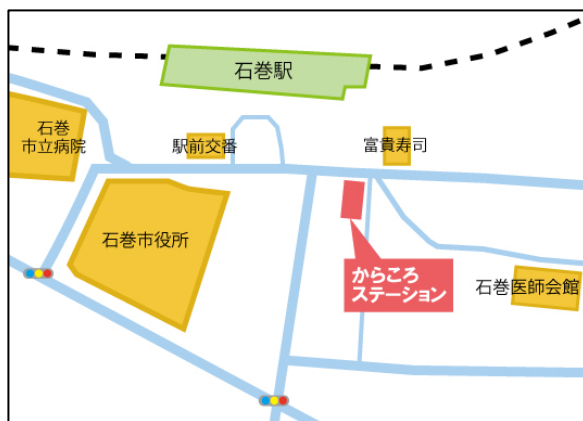 石巻駅
石巻
市立病院
駅前交番
富貴寿司
石巻市役所
からころ
ステーション
石巻医師会館